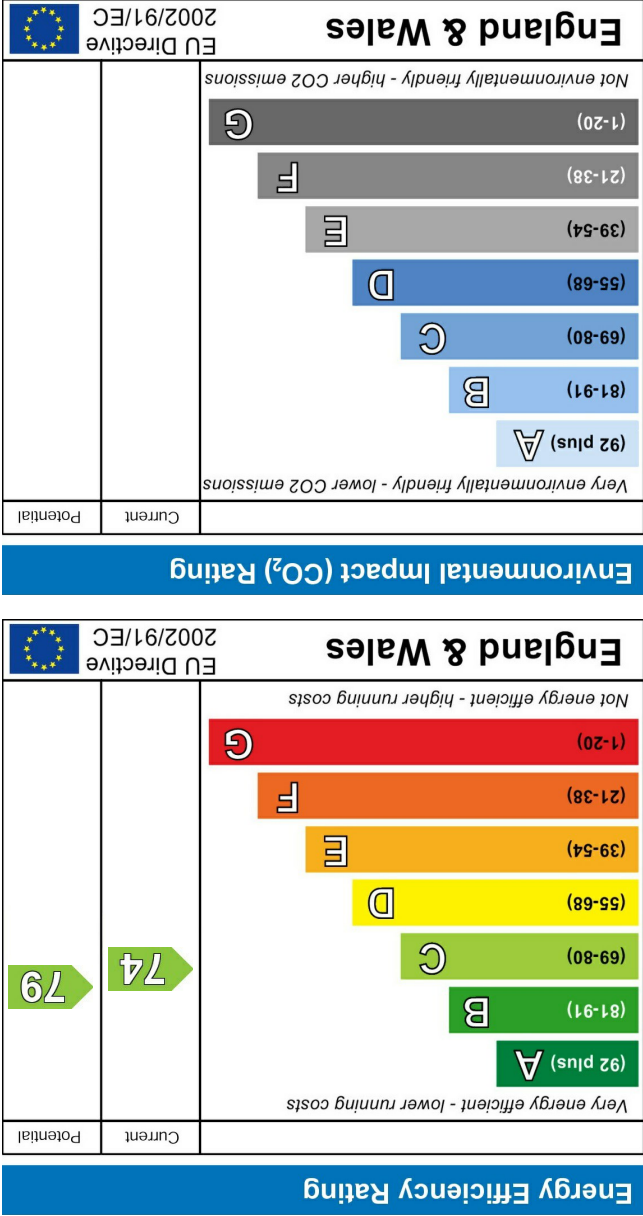 Energy Efficiency Rating
Current Potential
Very energy efficient - lower running costs
(92 plus) A
(81-91) B
(69-80) C
(55-68) D
(39-54) E
(21-38) F
(1-20) G
74
79
Not energy efficient - higher running costs
England & Wales
EU Directive
2002/91/EC
Environmental Impact (CO₂) Rating
Current Potential
Very environmentally friendly - lower CO2 emissions
(92 plus) A
(81-91) B
(69-80) C
(55-68) D
(39-54) E
(21-38) F
(1-20) G
Not environmentally friendly - higher CO2 emissions
England & Wales
EU Directive
2002/91/EC